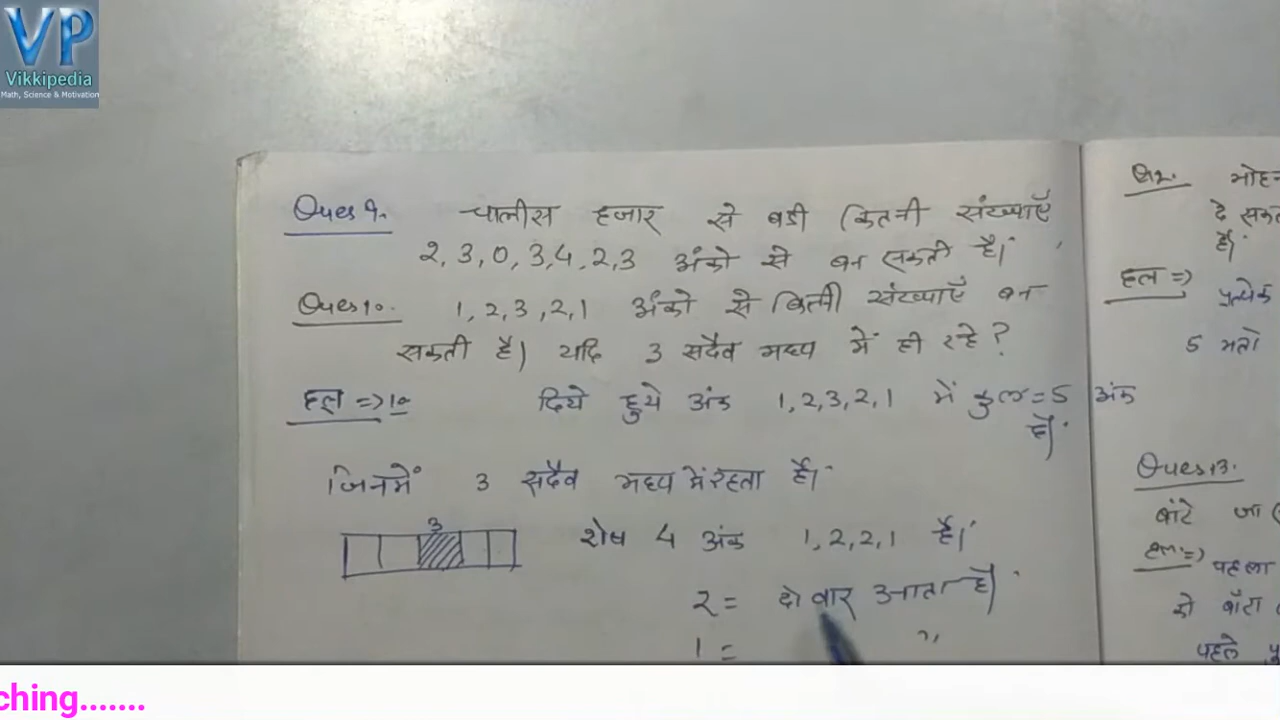 VP
Vikkipedia
Math, Science & Motivation
Ques 9. चालीस हजार से बडी कितनी संख्याएँ
2, 3, 0, 3, 4, 2, 3 अंको से बन सकती है।
Ques 10. 1, 2, 3, 2, 1 अंको से कितनी संख्याएँ बन
सकती है। यदि 3 सदैव मध्य में ही रहे ?
हल => 10 दिये हुये अंक 1, 2, 3, 2, 1 में कुल = 5 अंक
है।
जिनमें 3 सदैव मध्य में रहता है।
3
शेष 4 अंक 1, 2, 2, 1 है।
2 = दो बार आता है।
1 = "
मोहन
दे सक
है।
हल =>
प्रत्येक
5 मतो
Ques 13.
बांटे जा
पहला
को बाँटा
पहले
ching.......